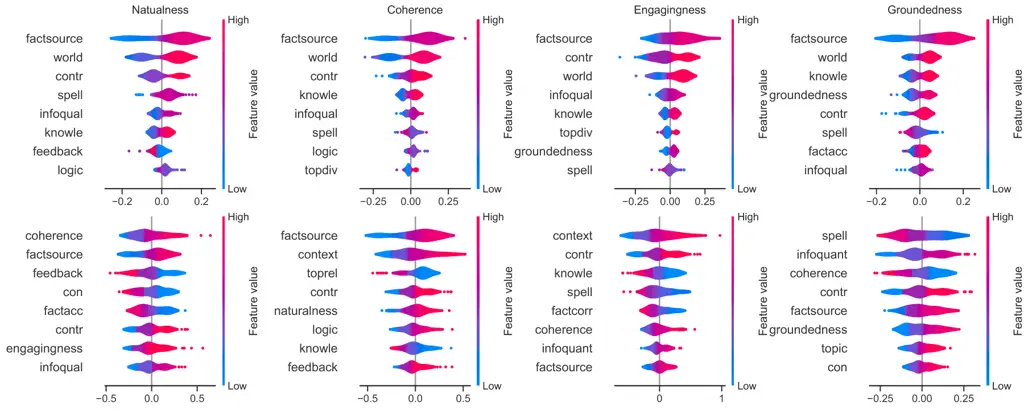 Natualness
High
factsource
world
contr
spell
infoqual
knowle
feedback
logic
Feature value
Low
−0.2 0.0 0.2
Coherence
High
factsource
world
contr
knowle
infoqual
spell
logic
topdiv
Feature value
Low
−0.25 0.00 0.25
Engagingness
High
factsource
contr
world
infoqual
knowle
topdiv
groundedness
spell
Feature value
Low
−0.25 0.00 0.25
Groundedness
High
factsource
world
knowle
groundedness
contr
spell
factacc
infoqual
Feature value
Low
−0.2 0.0 0.2
High
coherence
factsource
feedback
con
factacc
contr
engagingness
infoqual
Feature value
Low
−0.5 0.0 0.5
High
factsource
context
toprel
contr
naturalness
logic
knowle
feedback
Feature value
Low
−0.5 0.0 0.5
High
context
contr
knowle
spell
factcorr
coherence
infoquant
factsource
Feature value
Low
0 1
High
spell
infoquant
coherence
contr
factsource
groundedness
topic
con
Feature value
Low
−0.25 0.00 0.25